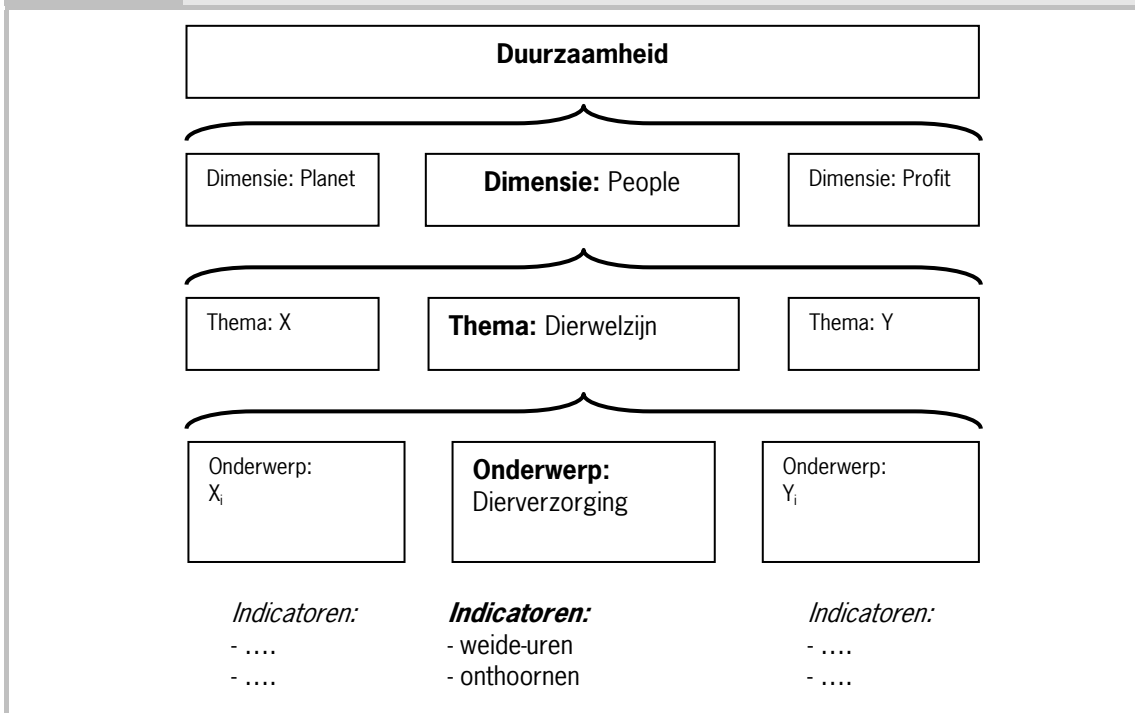 Duurzaamheid
Dimensie: Planet
Dimensie: People
Dimensie: Profit
Thema: X
Thema: Dierwelzijn
Thema: Y
Onderwerp:
Xi
Onderwerp:
Dierverzorging
Onderwerp:
Yi
Indicatoren:
- ….
- ….
Indicatoren:
- weide-uren
- onthoornen
Indicatoren:
- ….
- ….